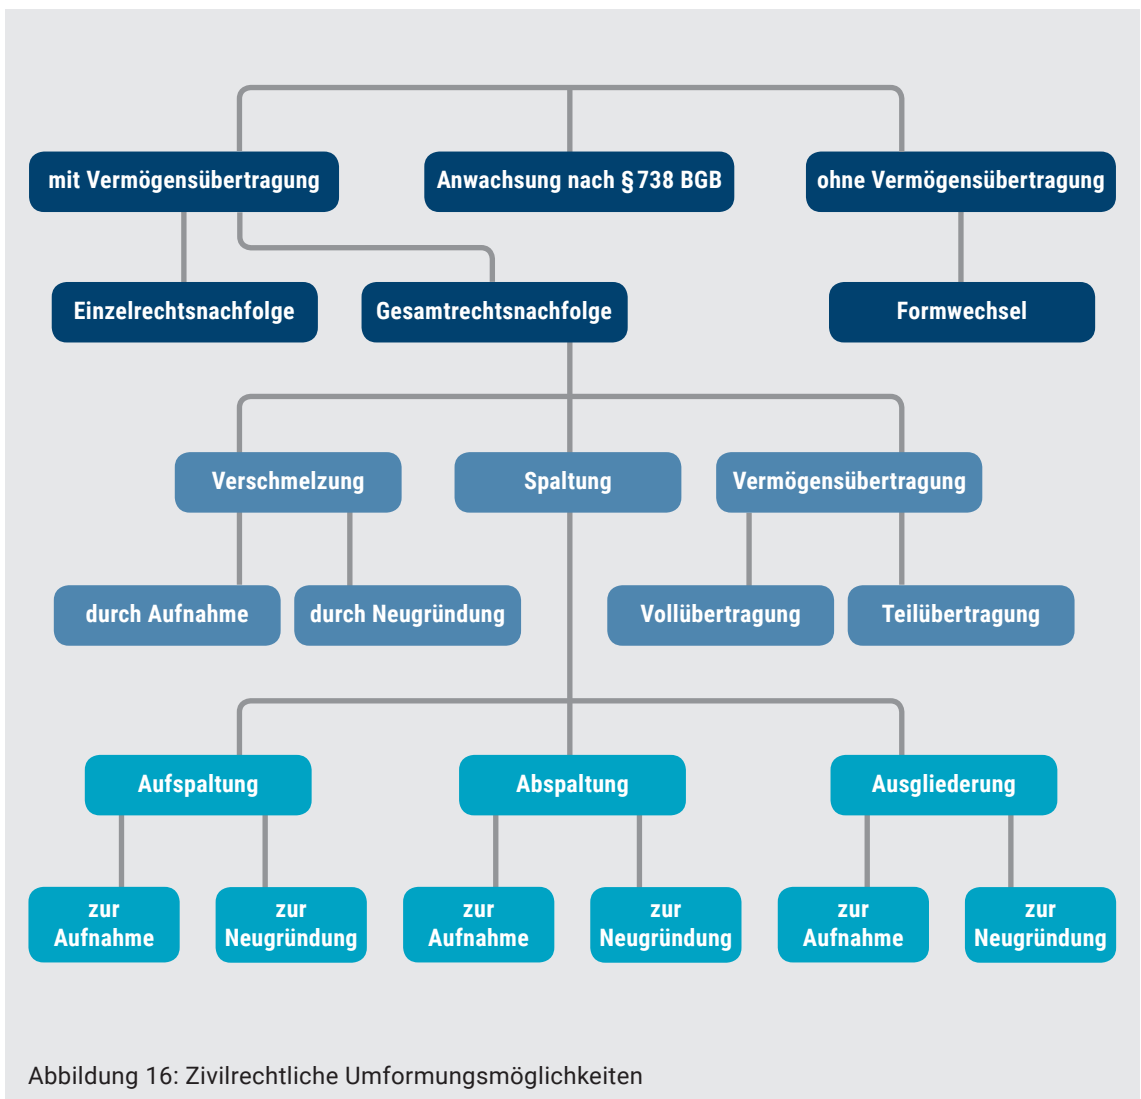 mit Vermögensübertragung
Anwachsung nach § 738 BGB
ohne Vermögensübertragung
Einzelrechtsnachfolge
Gesamtrechtsnachfolge
Formwechsel
Verschmelzung
Spaltung
Vermögensübertragung
durch Aufnahme
durch Neugründung
Vollübertragung
Teilübertragung
Aufspaltung
Abspaltung
Ausgliederung
zur
Aufnahme
zur
Neugründung
zur
Aufnahme
zur
Neugründung
zur
Aufnahme
zur
Neugründung
Abbildung 16: Zivilrechtliche Umformungsmöglichkeiten